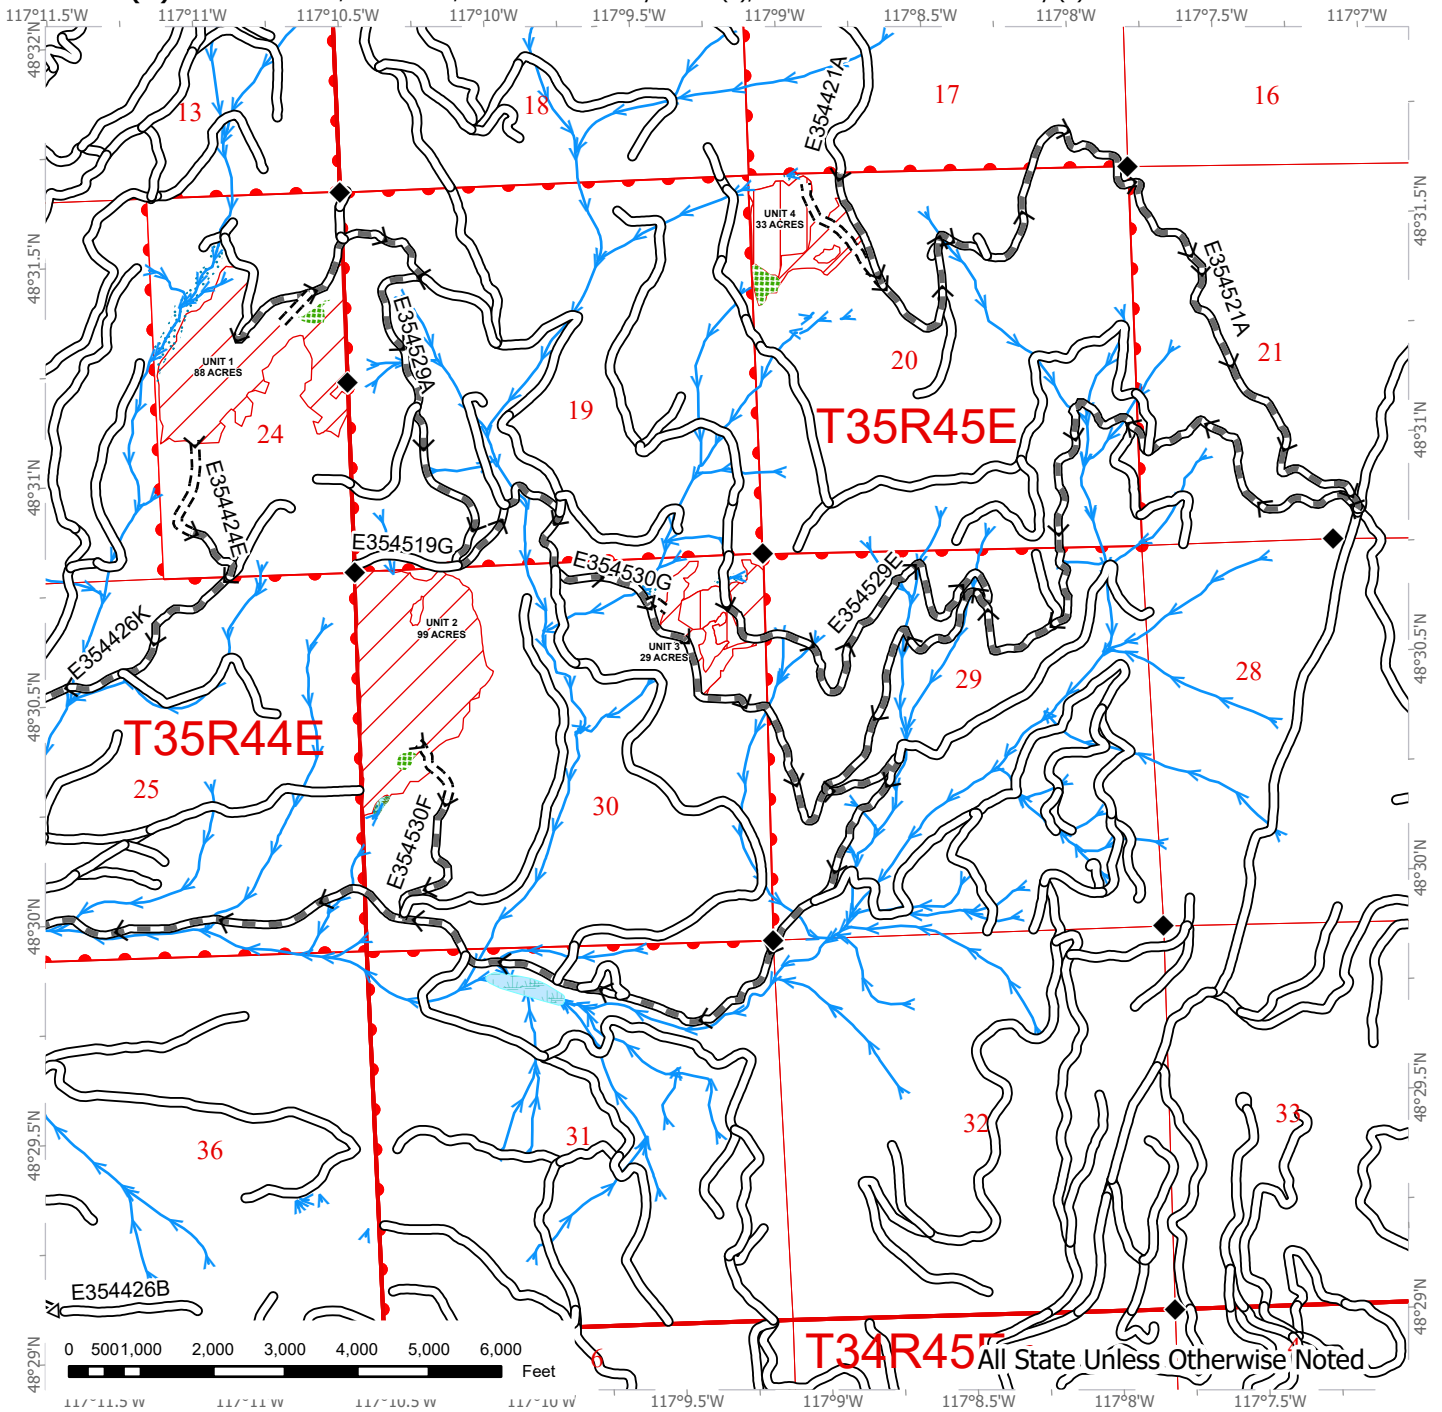 117°11.5'W 117°11'W 117°10.5'W 117°10'W 117°9.5'W 117°9'W 117°8.5'W 117°8'W 117°7.5'W 117°7'W
48°32'N
48°31.5'N
48°31'N
48°30.5'N
48°30'N
48°29.5'N
48°29'N
48°31.5'N
48°31'N
48°30.5'N
48°30'N
48°29.5'N
48°29'N
13
18
17
16
E354421A
UNIT 4
33 ACRES
E354521A
E354529A
UNIT 1
88 ACRES
20
21
19
24
T35R45E
E354424E
E354519G
E354530G
E354529E
UNIT 2
99 ACRES
UNIT 3
29 ACRES
E354426K
29
28
T35R44E
25
30
E354530F
36
31
32
33
E354426B
6
T34R45E
All State Unless Otherwise Noted
0 500 1,000 2,000 3,000 4,000 5,000 6,000
Feet
117°11.5'W 117°11'W 117°10.5'W 117°10'W 117°9.5'W 117°9'W 117°8.5'W 117°8'W 117°7.5'W